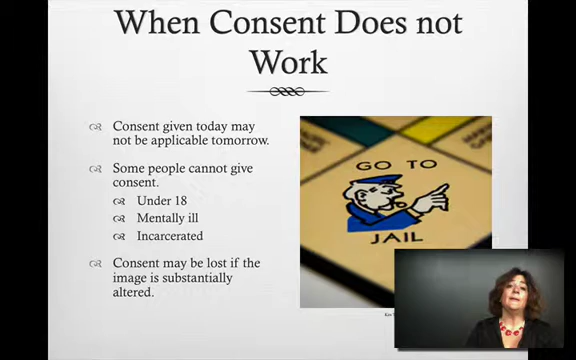 When Consent Does not
Work
Consent given today may
not be applicable tomorrow.
Some people cannot give
consent.
Under 18
Mentally ill
Incarcerated
Consent may be lost if the
image is substantially
altered.
GO TO
JAIL